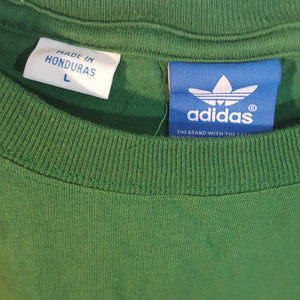 MADE IN
HONDURAS
L
adidas®
THE BRAND WITH THE